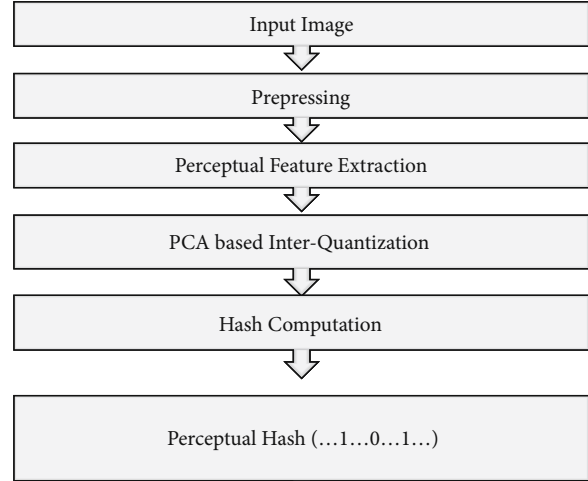 Input Image
Prepressing
Perceptual Feature Extraction
PCA based Inter-Quantization
Hash Computation
Perceptual Hash (…1…0…1…)